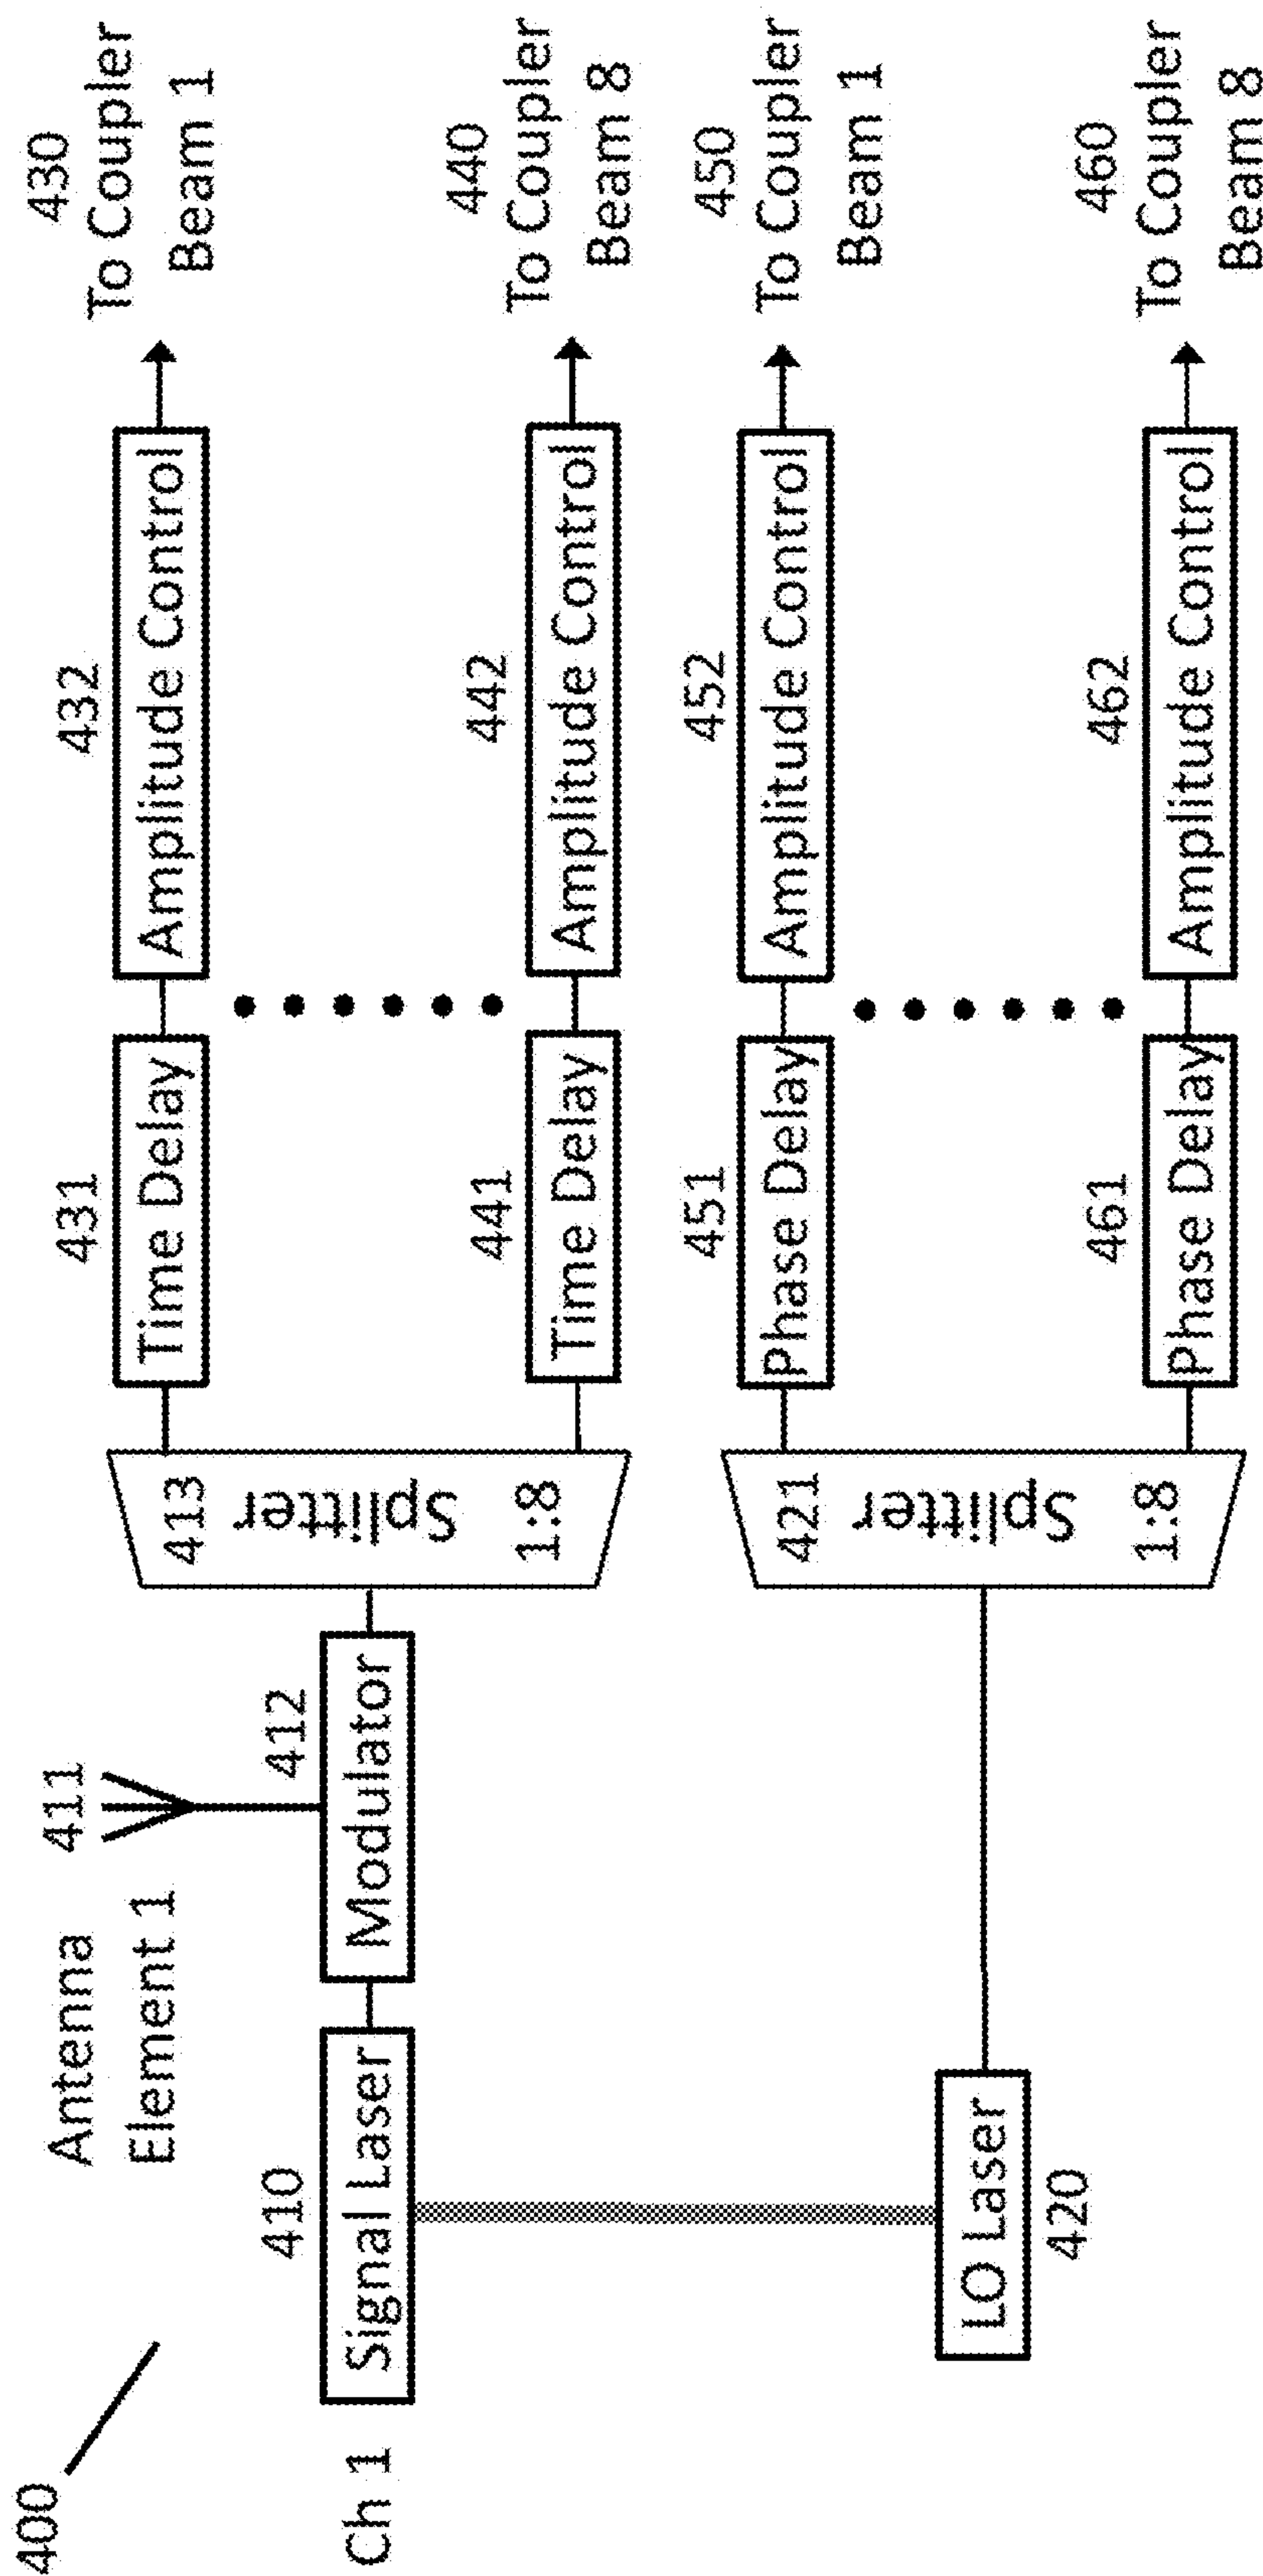 400
Ch 1
Antenna
Element 1
411
410
Signal Laser
412
Modulator
413
Splitter
1:8
431
Time Delay
432
Amplitude Control
430
To Coupler
Beam 1
441
Time Delay
442
Amplitude Control
440
To Coupler
Beam 8
LO Laser
420
421
Splitter
1:8
451
Phase Delay
452
Amplitude Control
450
To Coupler
Beam 1
461
Phase Delay
462
Amplitude Control
460
To Coupler
Beam 8